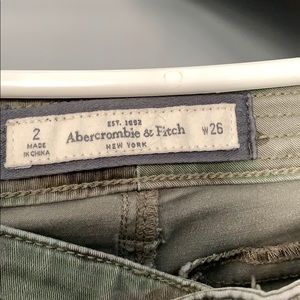 2
MADE
IN CHINA
EST. 1892
Abercrombie & Fitch
NEW YORK
W26